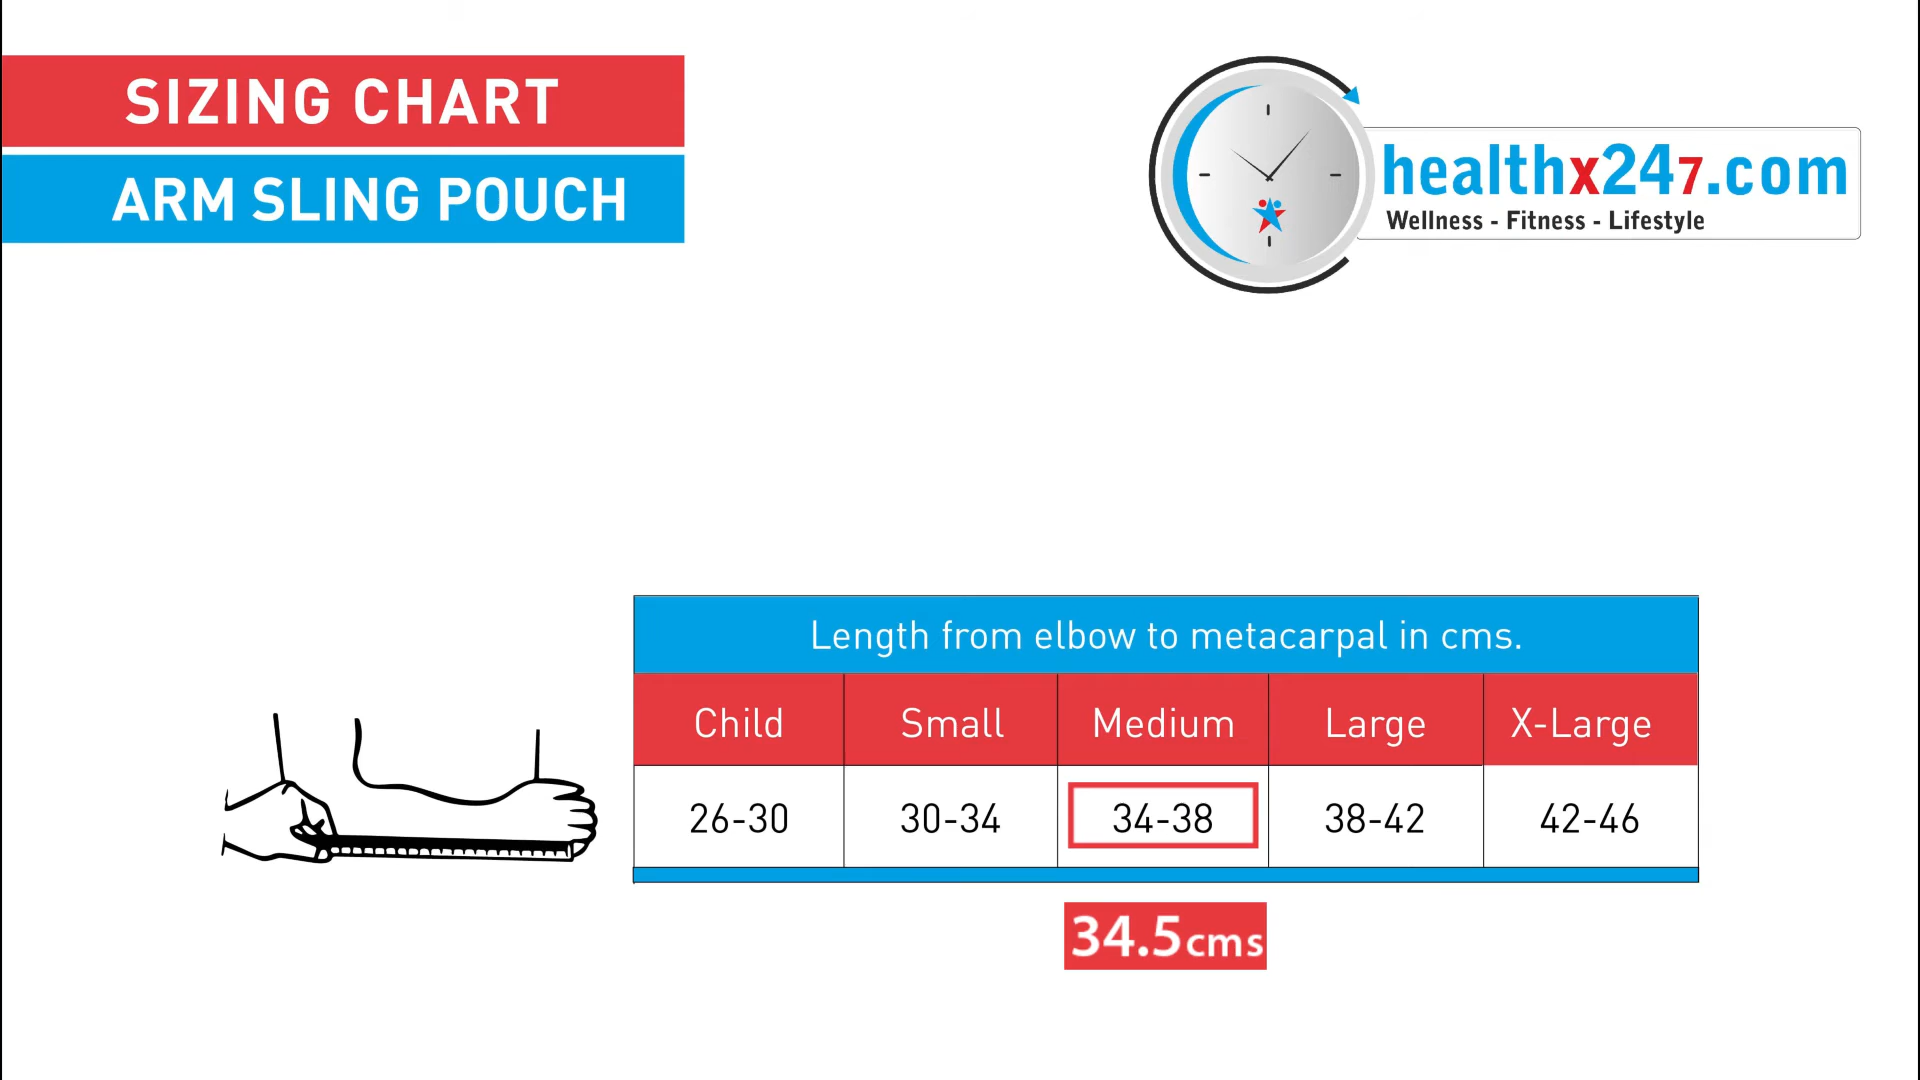 SIZING CHART
ARM SLING POUCH
healthx247.com
Wellness - Fitness - Lifestyle
Length from elbow to metacarpal in cms.
Child Small Medium Large X-Large
26-30 30-34 34-38 38-42 42-46
34.5cms